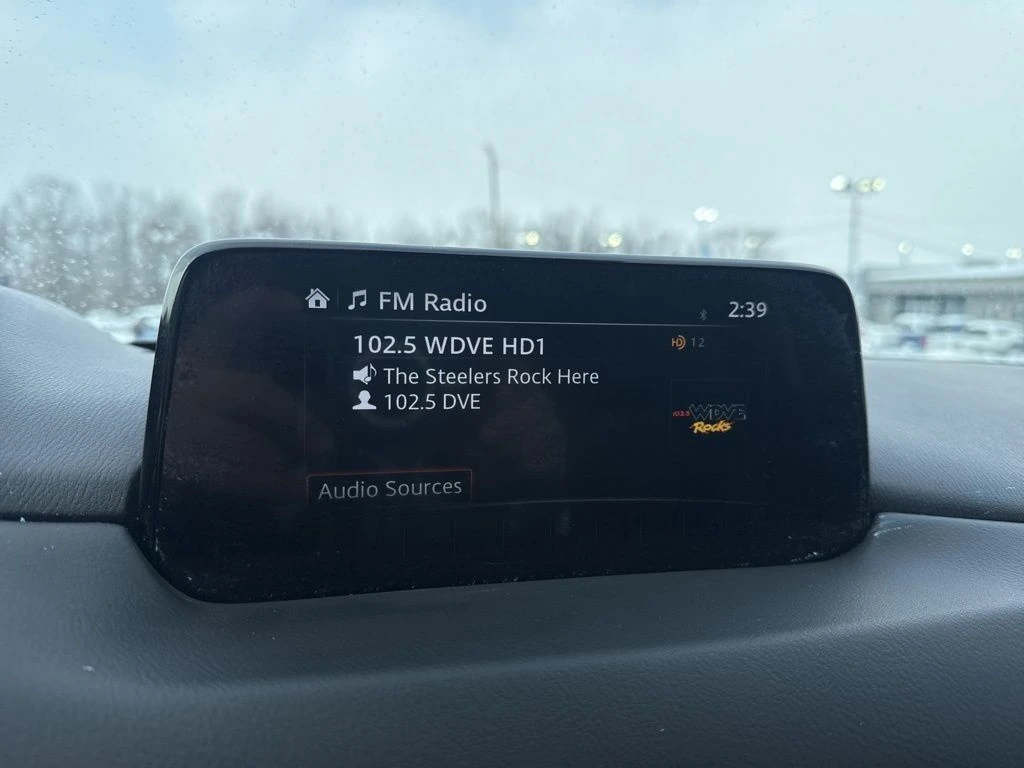 FM Radio
2:39
102.5 WDVE HD1
HD 12
The Steelers Rock Here
102.5 DVE
102.5 WDVE
Rocks
Audio Sources